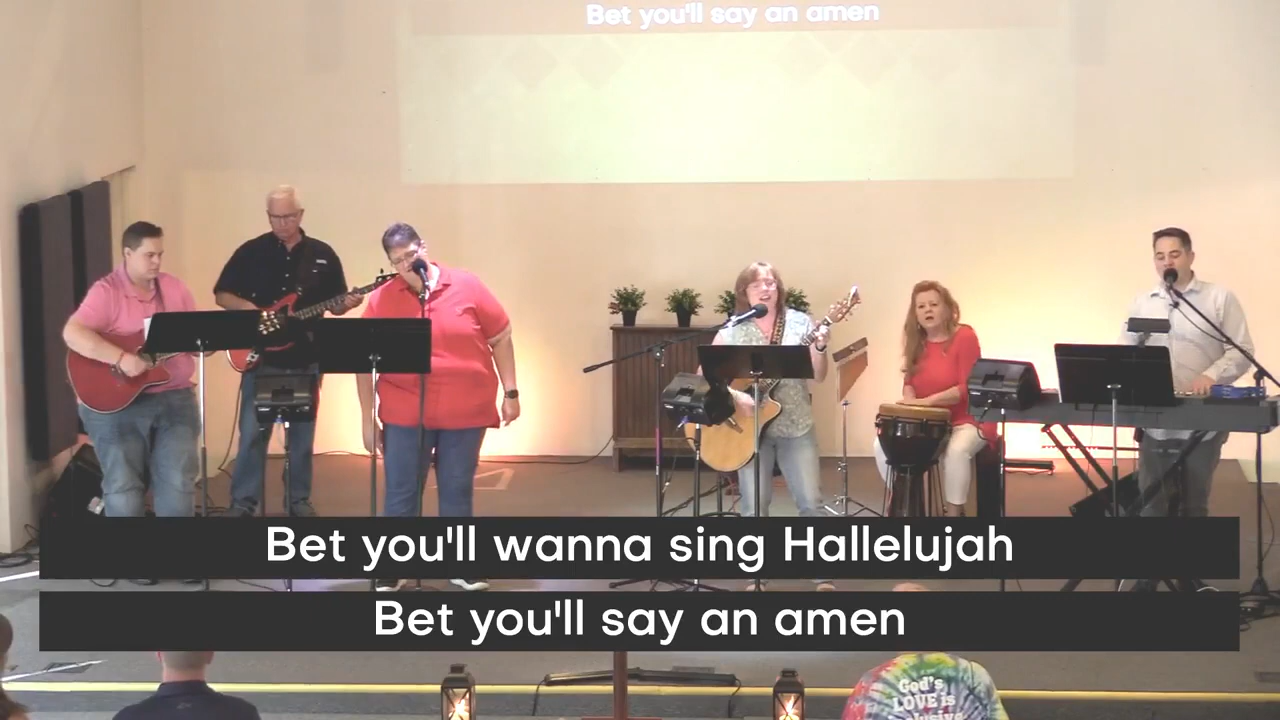 Bet you'll say an amen
Bet you'll wanna sing Hallelujah
Bet you'll say an amen
God's
LOVE is
inclusive